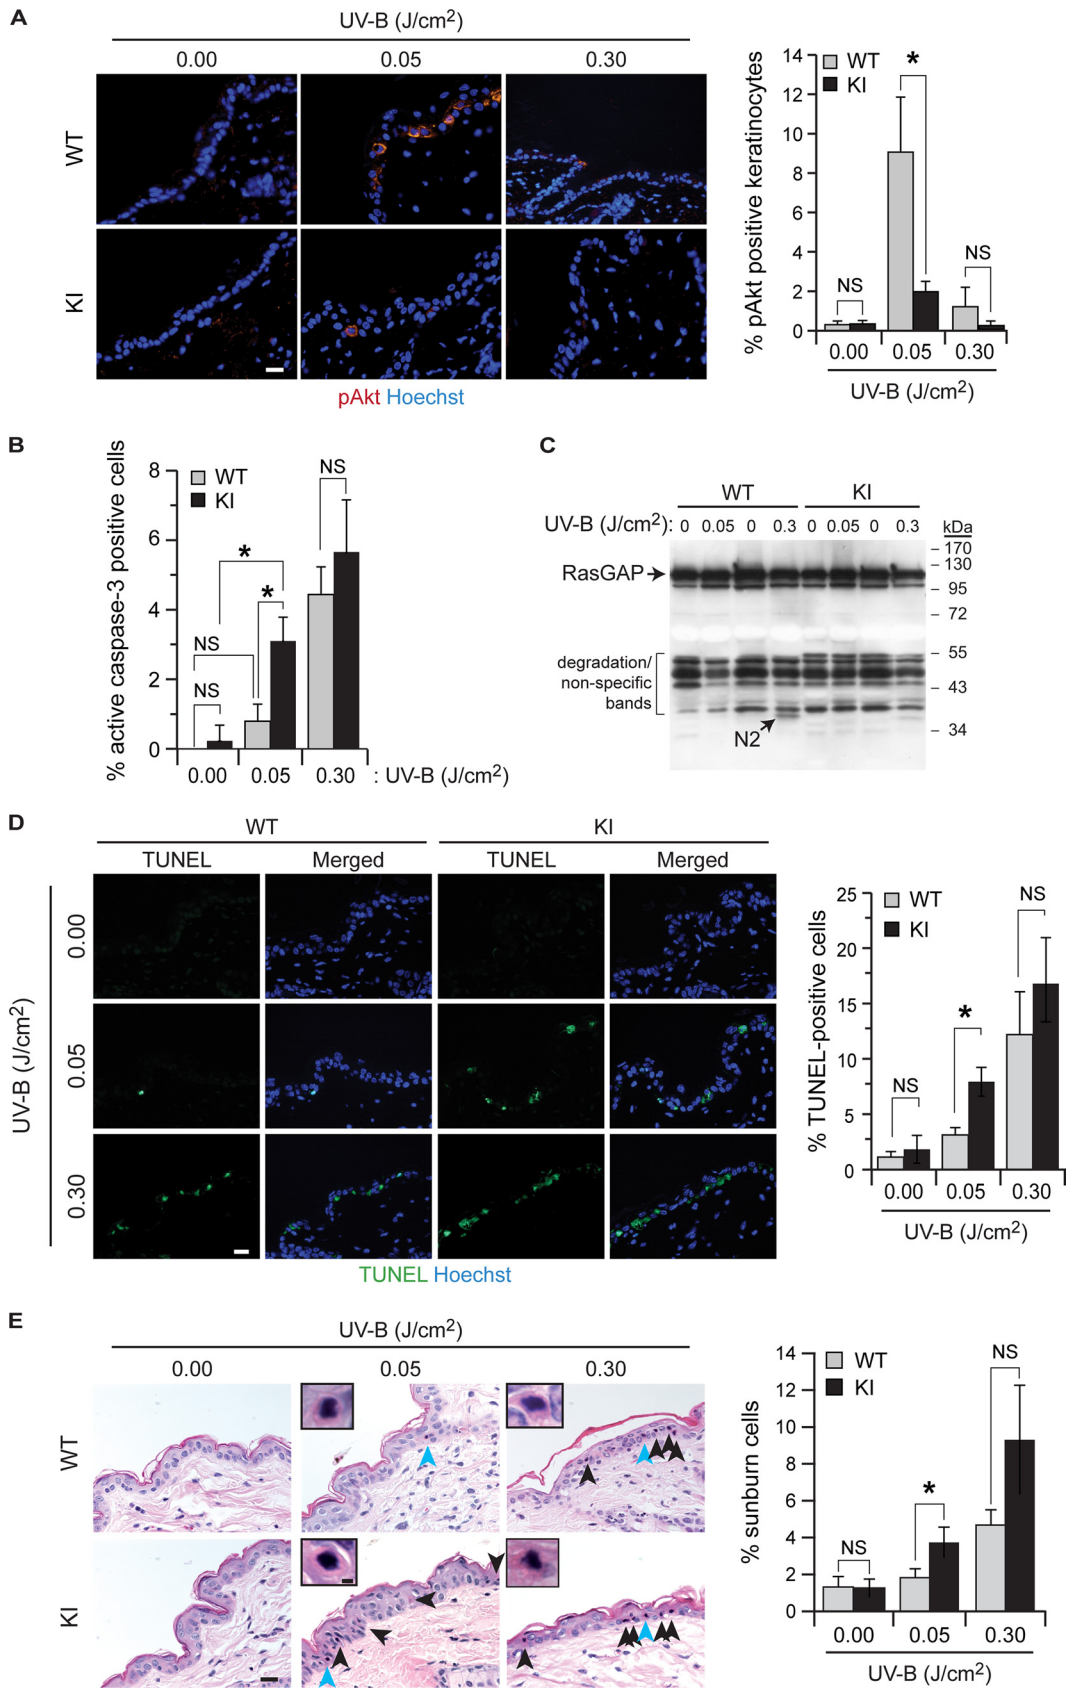 A
UV-B (J/cm2)
0.00 0.05 0.30
WT
KI
pAkt Hoechst
% pAkt positive keratinocytes
14
12
10
8
6
4
2
0
WT
KI
*
NS
NS
0.00 0.05 0.30
UV-B (J/cm2)
B
% active caspase-3 positive cells
8
6
4
2
0
WT
KI
NS
*
*
NS
NS
0.00 0.05 0.30 : UV-B (J/cm2)
C
WT KI
UV-B (J/cm2): 0 0.05 0 0.3 0 0.05 0 0.3
kDa
170
130
95
72
55
43
34
RasGAP
degradation/
non-specific
bands
N2
D
WT KI
TUNEL Merged TUNEL Merged
UV-B (J/cm2)
0.00
0.05
0.30
TUNEL Hoechst
% TUNEL-positive cells
25
20
15
10
5
0
WT
KI
NS
*
NS
0.00 0.05 0.30
UV-B (J/cm2)
E
UV-B (J/cm2)
0.00 0.05 0.30
WT
KI
% sunburn cells
14
12
10
8
6
4
2
0
WT
KI
NS
*
NS
0.00 0.05 0.30
UV-B (J/cm2)